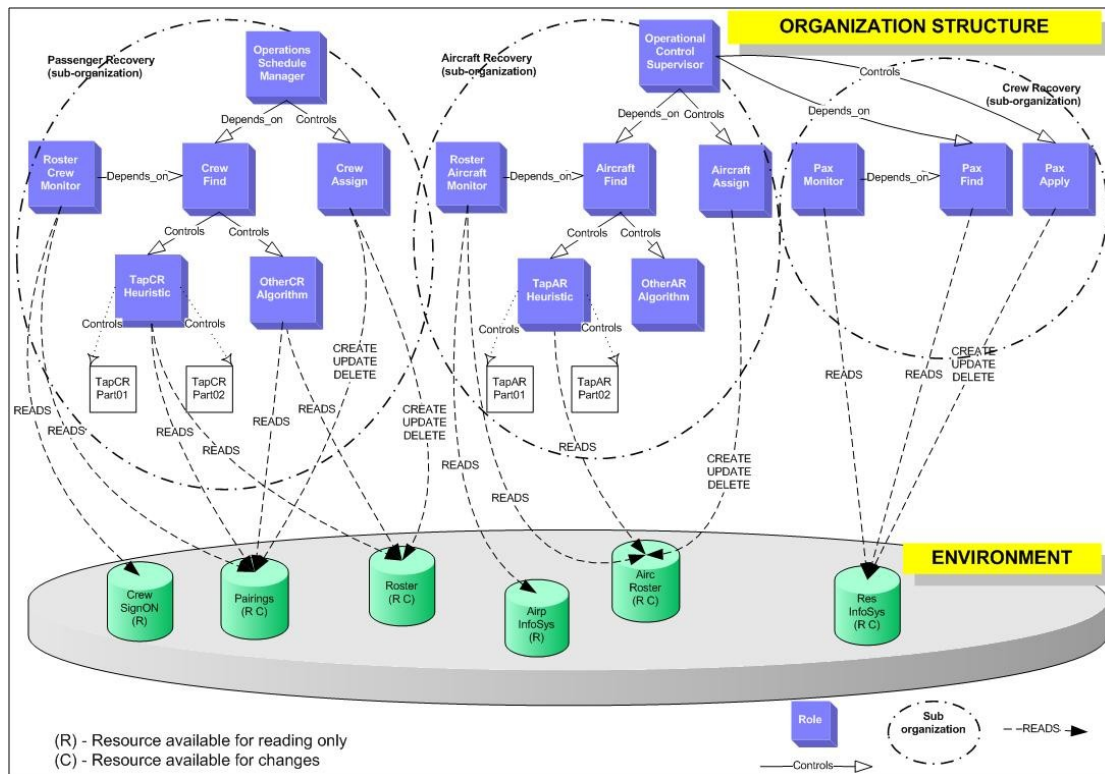 ORGANIZATION STRUCTURE
Passenger Recovery
(sub-organization)
Operations
Schedule
Manager
Aircraft Recovery
(sub-organization)
Operational
Control
Supervisor
Controls
Crew Recovery
(sub-organization)
Depends_on
Controls
Depends_on
Controls
Depends_on
Roster
Crew
Monitor
Depends_on
Crew
Find
Crew
Assign
Roster
Aircraft
Monitor
Depends_on
Aircraft
Find
Aircraft
Assign
Pax
Monitor
Depends_on
Pax
Find
Pax
Apply
Controls
Controls
Controls
Controls
TapCR
Heuristic
OtherCR
Algorithm
TapAR
Heuristic
OtherAR
Algorithm
Controls
Controls
Controls
Controls
TapCR
Part01
TapCR
Part02
TapAR
Part01
TapAR
Part02
CREATE
UPDATE
DELETE
CREATE
UPDATE
DELETE
READS
READS
READS
READS
READS
READS
CREATE
UPDATE
DELETE
READS
READS
READS
CREATE
UPDATE
DELETE
READS
READS
ENVIRONMENT
Crew
SignON
(R)
Pairings
(R C)
Roster
(R C)
Airp
InfoSys
(R)
Airc
Roster
(R C)
Res
InfoSys
(R C)
(R) - Resource available for reading only
(C) - Resource available for changes
Role
Sub
organization
READS
Controls